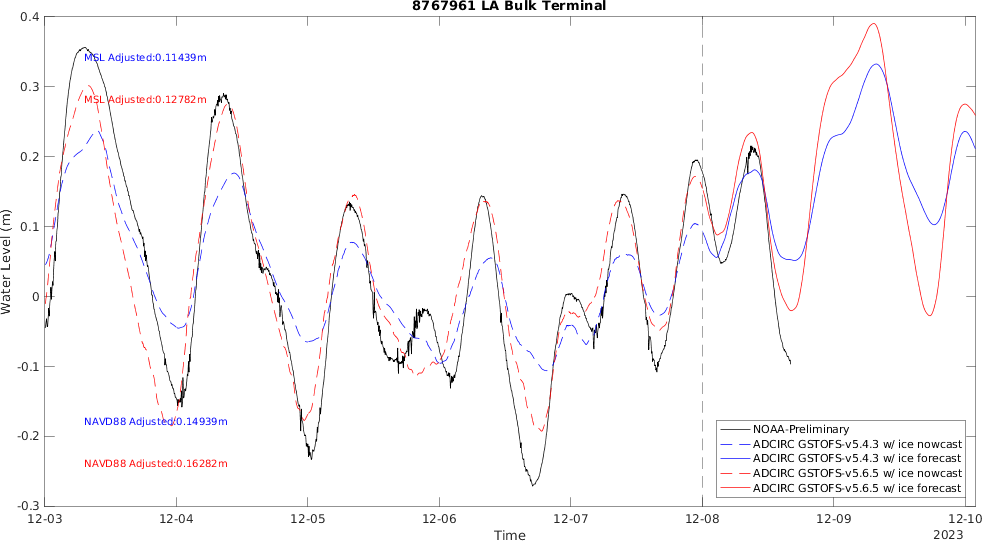 8767961 LA Bulk Terminal
0.4
0.3
0.2
0.1
0
-0.1
-0.2
-0.3
Water Level (m)
MSL Adjusted:0.11439m
MSL Adjusted:0.12782m
NAVD88 Adjusted:0.14939m
NAVD88 Adjusted:0.16282m
NOAA-Preliminary
ADCIRC GSTOFS-v5.4.3 w/ ice nowcast
ADCIRC GSTOFS-v5.4.3 w/ ice forecast
ADCIRC GSTOFS-v5.6.5 w/ ice nowcast
ADCIRC GSTOFS-v5.6.5 w/ ice forecast
12-03 12-04 12-05 12-06 12-07 12-08 12-09 12-10
Time
2023